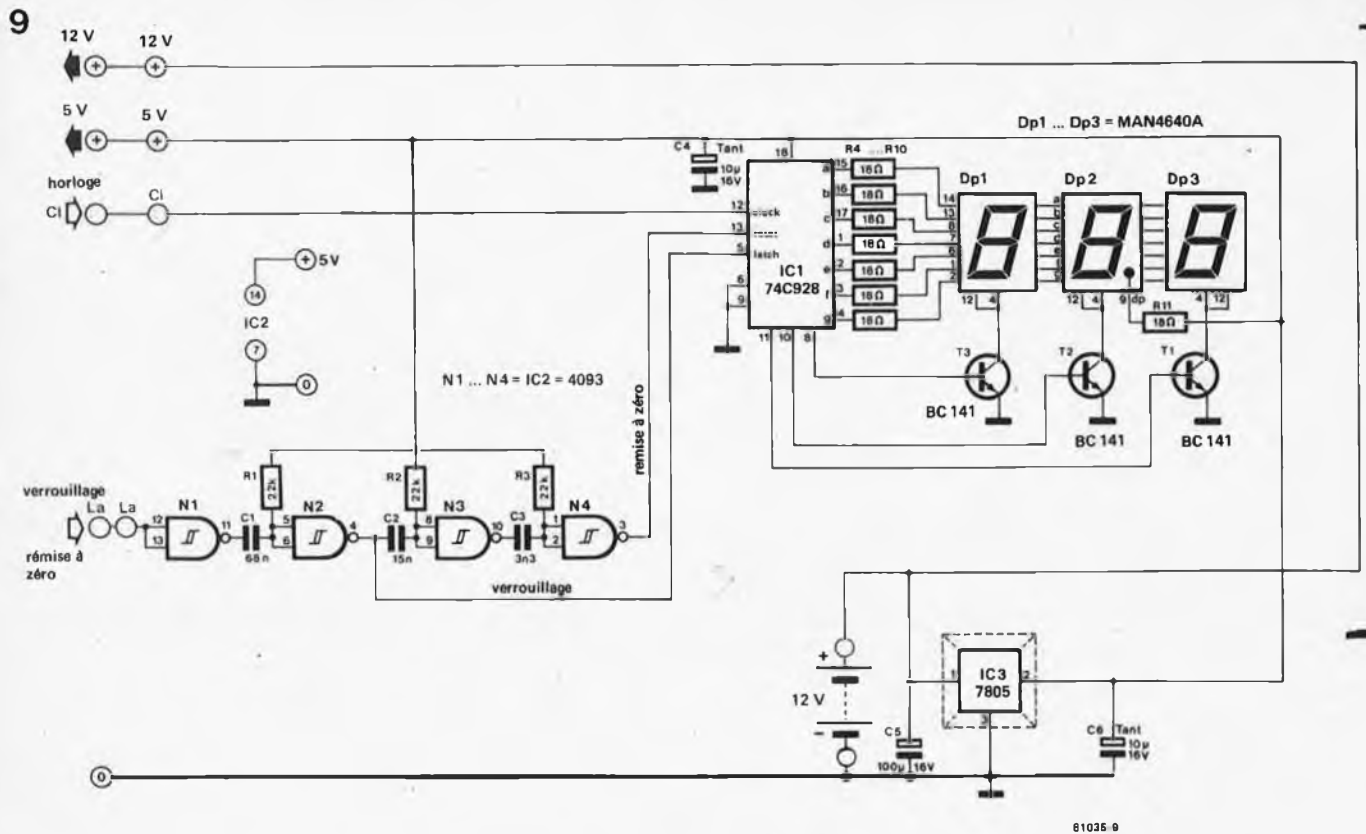 9
12 V 12 V
5 V 5 V
horloge
Cl Cl
5 V
14
IC2
7
0
N1 ... N4 = IC2 = 4093
C4 Tant
10µ
16V
18
12 clock
13
5 latch
6
9
IC1
74C928
a 15
b 16
c 17
d 1
e 2
f 3
g 4
11 10 8
R4 ... R10
18Ω
18Ω
18Ω
18Ω
18Ω
18Ω
18Ω
Dp1 ... Dp3 = MAN4640A
Dp1 Dp2 Dp3
14
13
12 4 12 4 9 dp 4 12
R11
18Ω
T3 T2 T1
BC 141 BC 141 BC 141
remise à zéro
verrouillage
La La
rémise à
zéro
R1 22k R2 22k R3 22k
N1 N2 N3 N4
12
13
11
C1
68n
5
6
4
C2
15n
8
9
10
C3
3n3
1
2
3
verrouillage
+
12 V
–
C5
100µ 16V
1 IC3 2
7805
3
C6 Tant
10µ
16V
0
81035 9